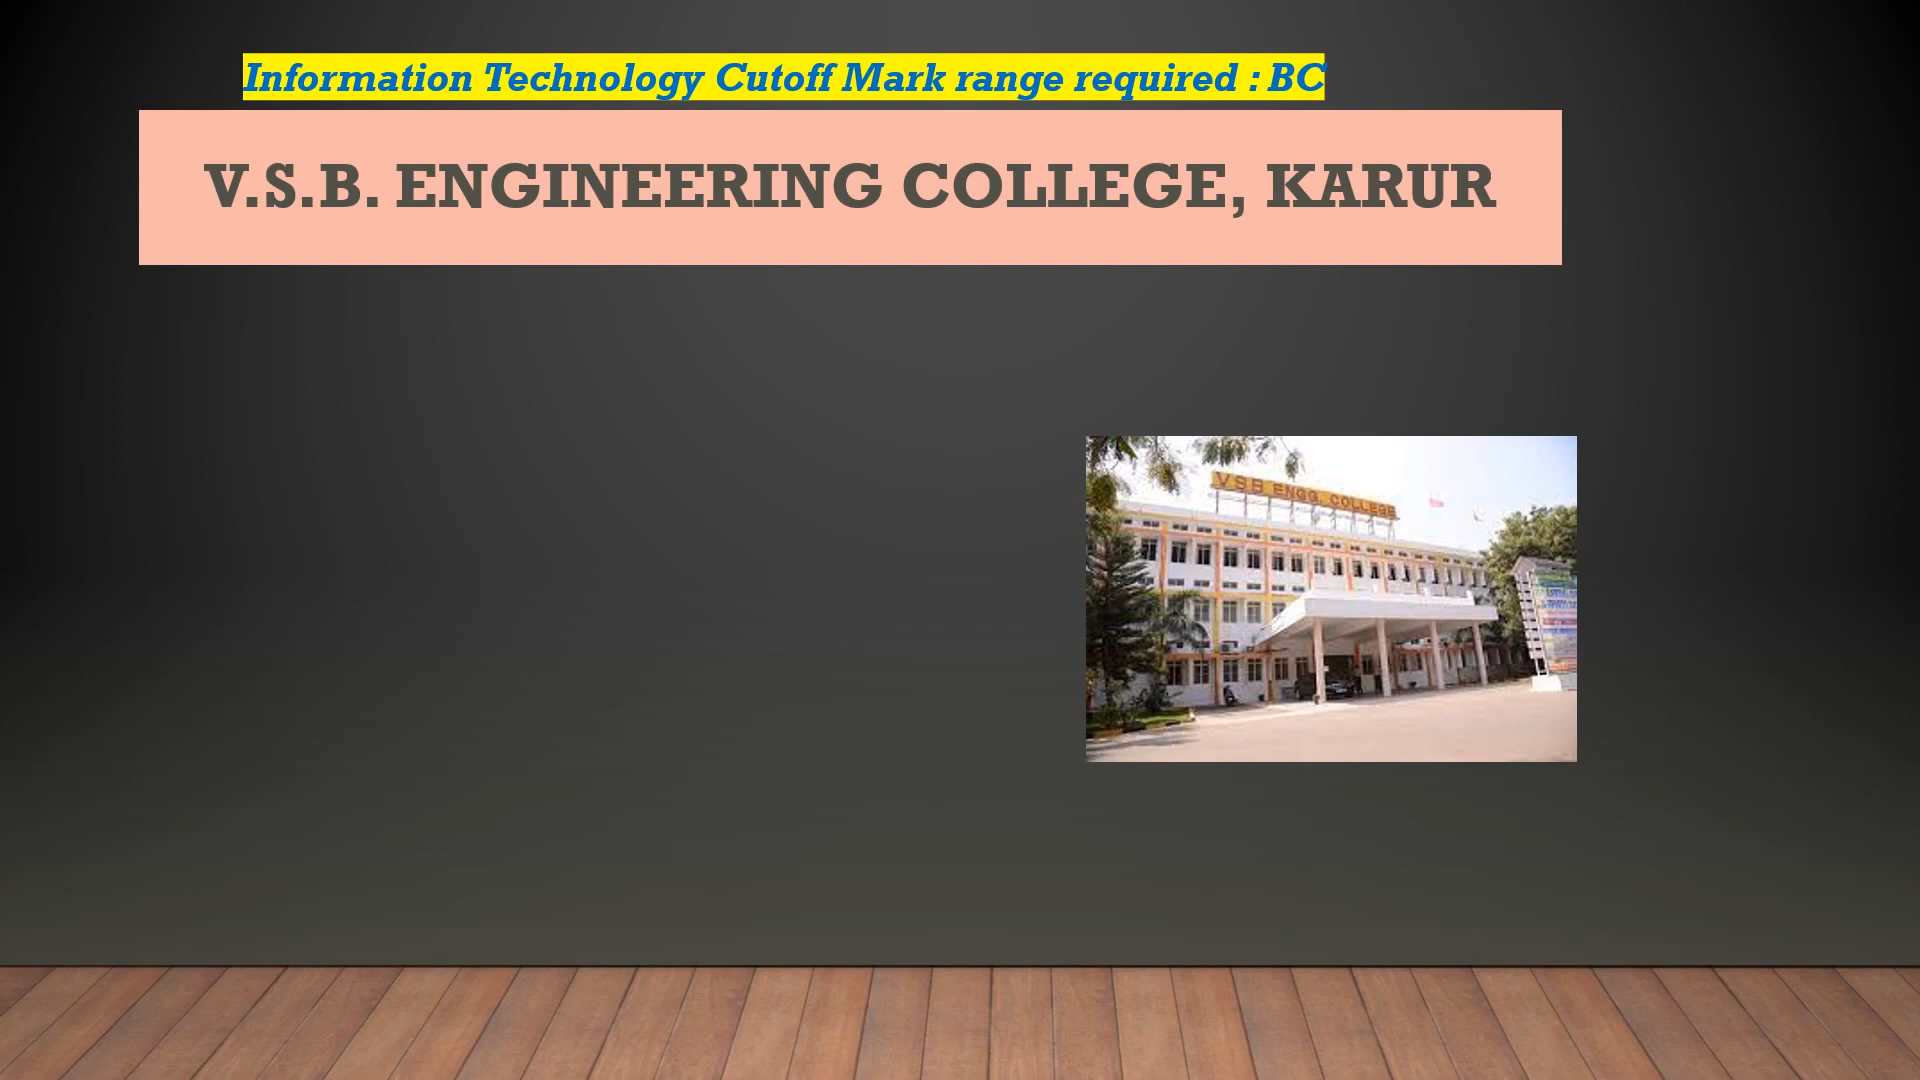 Information Technology Cutoff Mark range required : BC
V.S.B. ENGINEERING COLLEGE, KARUR
VSB ENGG. COLLEGE